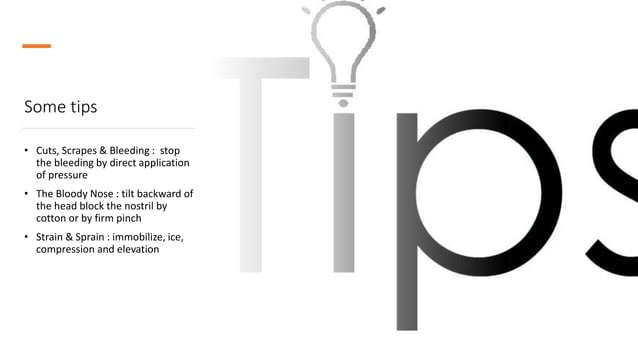 Some tips
• Cuts, Scrapes & Bleeding : stop
the bleeding by direct application
of pressure
• The Bloody Nose : tilt backward of
the head block the nostril by
cotton or by firm pinch
• Strain & Sprain : immobilize, ice,
compression and elevation
Tips